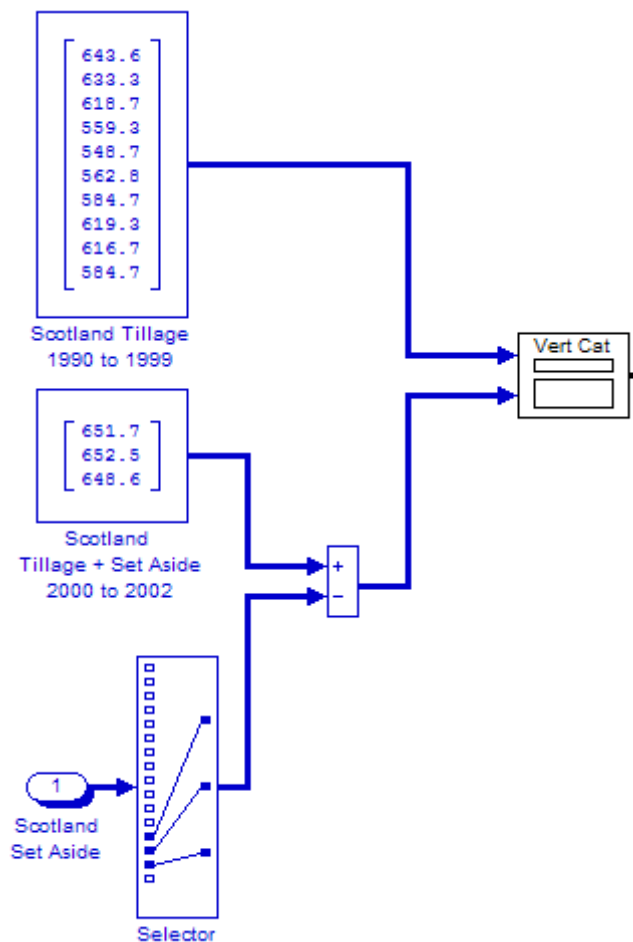 643.6
633.3
618.7
559.3
548.7
562.8
584.7
619.3
616.7
584.7
Scotland Tillage
1990 to 1999
Vert Cat
651.7
652.5
648.6
Scotland
Tillage + Set Aside
2000 to 2002
+
−
1
Scotland
Set Aside
Selector